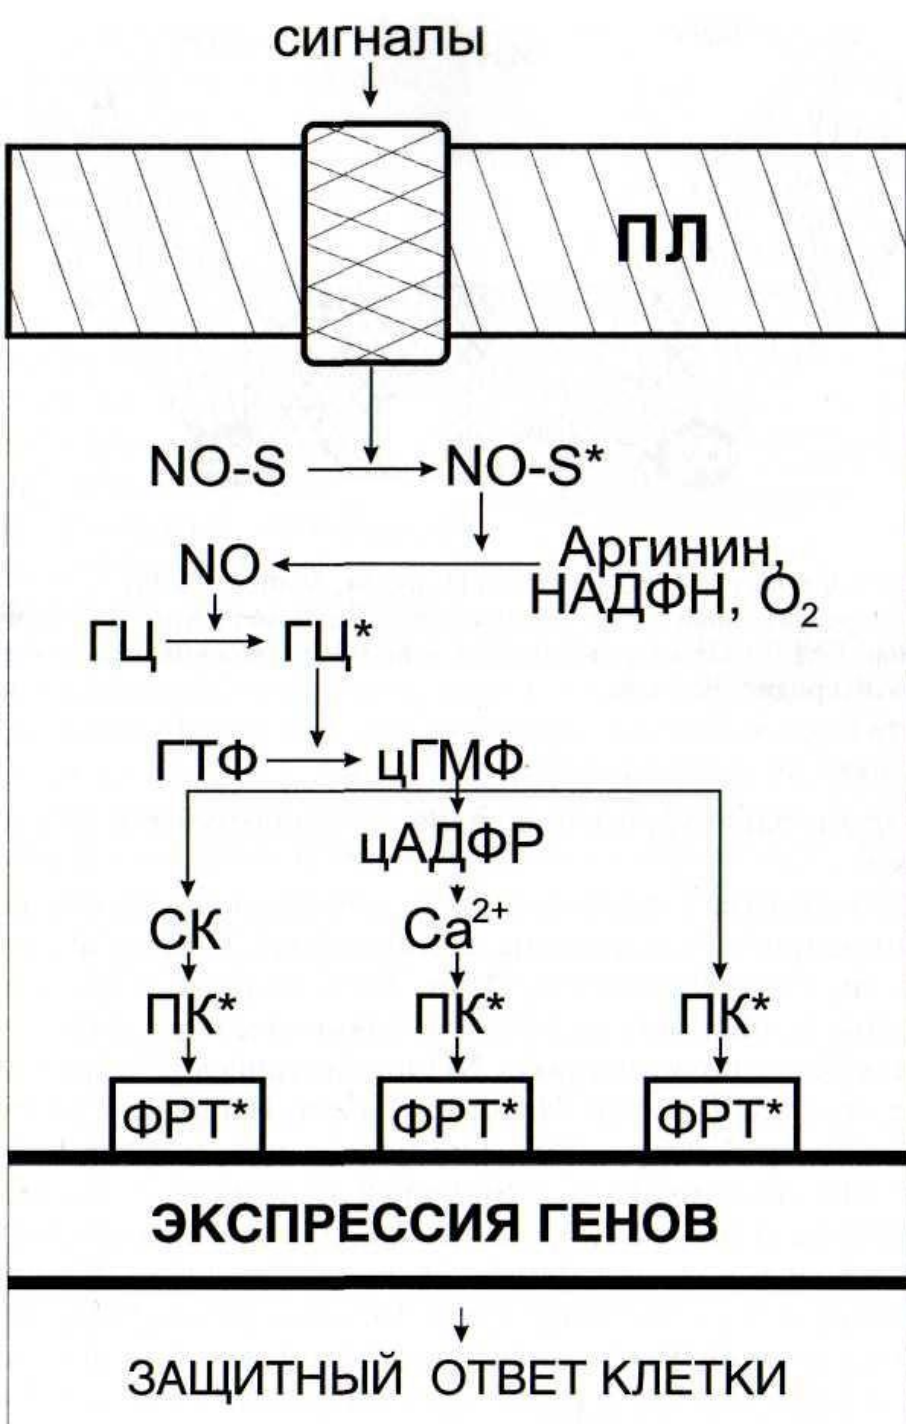 сигналы
ПЛ
NO-S NO-S*
NO Аргинин,
НАДФН, O₂
ГЦ ГЦ*
ГТФ цГМФ
цАДФР
СК Ca²⁺
ПК* ПК* ПК*
ФРТ* ФРТ* ФРТ*
ЭКСПРЕССИЯ ГЕНОВ
ЗАЩИТНЫЙ ОТВЕТ КЛЕТКИ